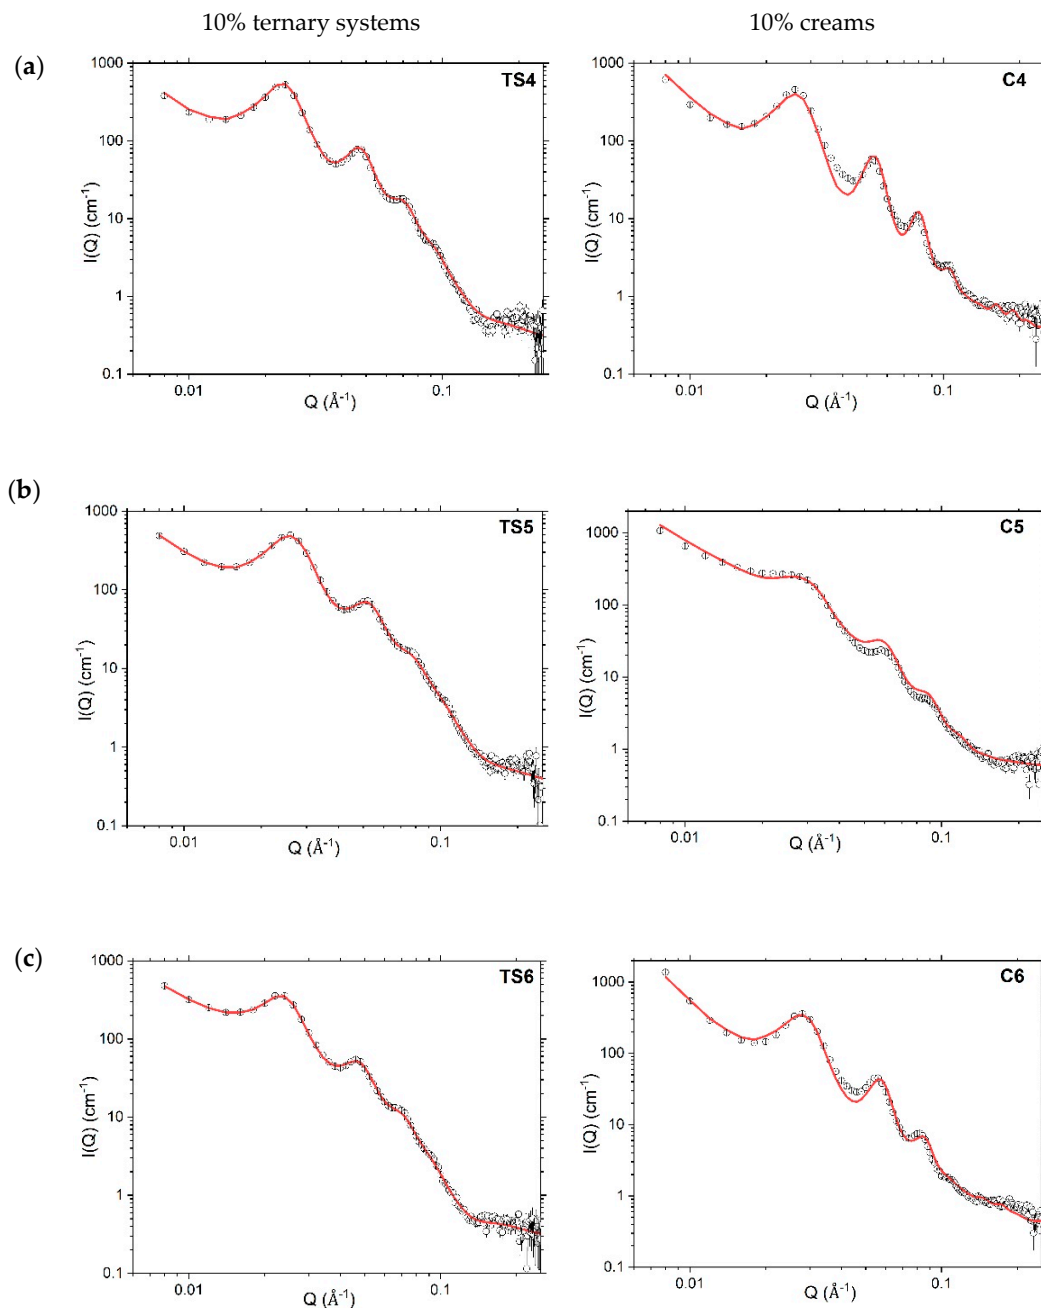 10% ternary systems
10% creams
(a)
TS4
1000
100
10
1
0.1
I(Q) (cm⁻¹)
0.01
0.1
Q (Å⁻¹)
C4
1000
100
10
1
0.1
I(Q) (cm⁻¹)
0.01
0.1
Q (Å⁻¹)
(b)
TS5
1000
100
10
1
0.1
I(Q) (cm⁻¹)
0.01
0.1
Q (Å⁻¹)
C5
1000
100
10
1
0.1
I(Q) (cm⁻¹)
0.01
0.1
Q (Å⁻¹)
(c)
TS6
1000
100
10
1
0.1
I(Q) (cm⁻¹)
0.01
0.1
Q (Å⁻¹)
C6
1000
100
10
1
0.1
I(Q) (cm⁻¹)
0.01
0.1
Q (Å⁻¹)